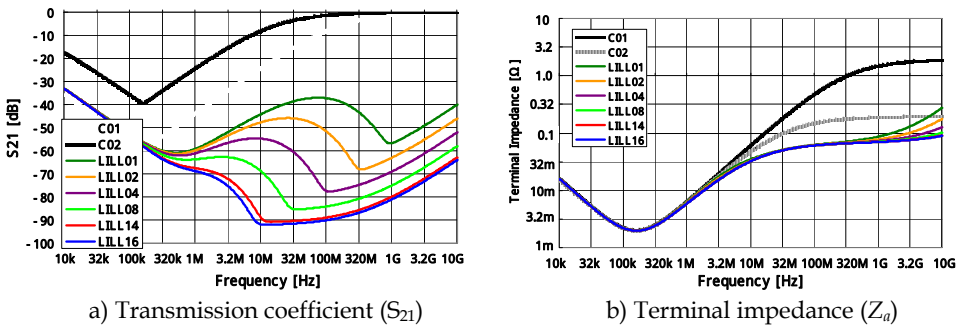 0
- 10
- 20
- 30
- 40
- 50
- 60
- 70
- 80
- 90
- 100
S21 [dB]
C01
C02
LILL01
LILL02
LILL04
LILL08
LILL14
LILL16
10k 32k 100k 320k 1M 3.2M 10M 32M 100M 320M 1G 3.2G 10G
Frequency [Hz]
a) Transmission coefficient (S21)
10
3.2
1.0
0.32
0.1
32m
10m
3.2m
1m
Terminal Impedance [Ω]
C01
C02
LILL01
LILL02
LILL04
LILL08
LILL14
LILL16
10k 32k 100k 320k 1M 3.2M 10M 32M 100M 320M 1G 3.2G 10G
Frequency [Hz]
b) Terminal impedance (Za)